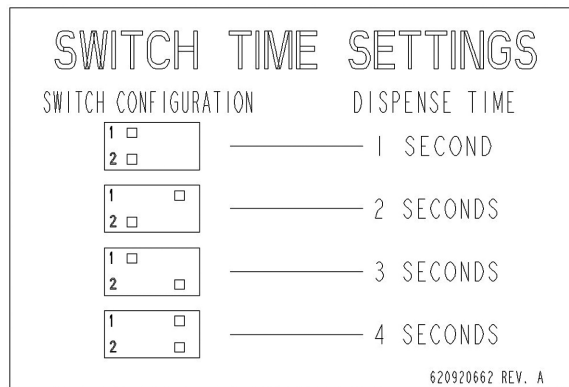 SWITCH TIME SETTINGS
SWITCH CONFIGURATION DISPENSE TIME
1
2
1 SECOND
1
2
2 SECONDS
1
2
3 SECONDS
1
2
4 SECONDS
620920662 REV. A